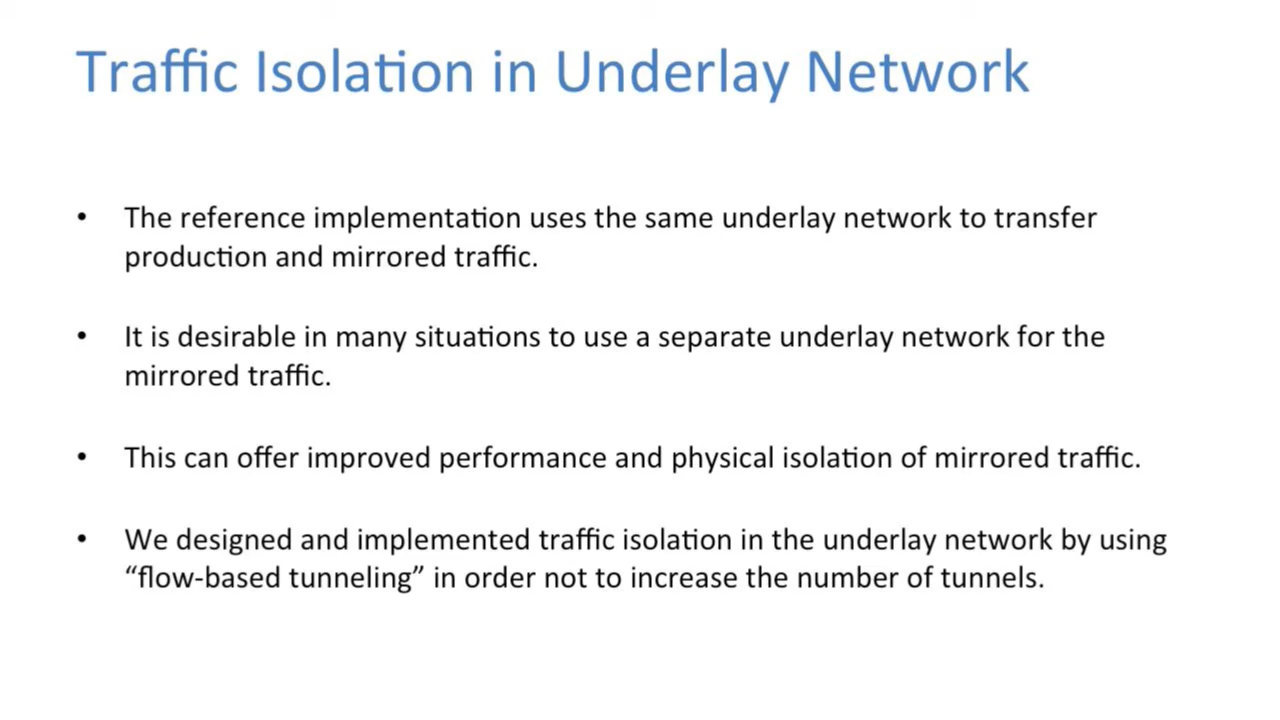 Traffic Isolation in Underlay Network
• The reference implementation uses the same underlay network to transfer
production and mirrored traffic.
• It is desirable in many situations to use a separate underlay network for the
mirrored traffic.
• This can offer improved performance and physical isolation of mirrored traffic.
• We designed and implemented traffic isolation in the underlay network by using
“flow-based tunneling” in order not to increase the number of tunnels.